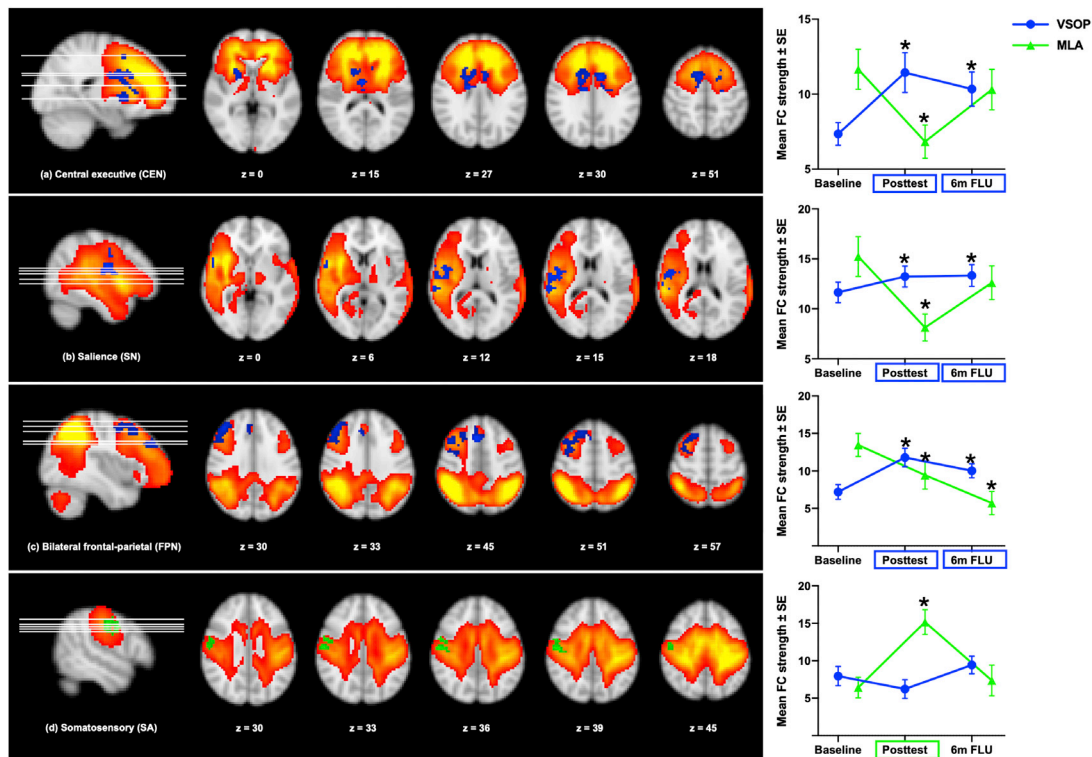 VSOP
MLA
(a) Central executive (CEN)
z = 0
z = 15
z = 27
z = 30
z = 51
Mean FC strength ± SE
15
10
5
*
*
*
Baseline
Posttest
6m FLU
(b) Salience (SN)
z = 0
z = 6
z = 12
z = 15
z = 18
Mean FC strength ± SE
20
15
10
5
*
*
*
Baseline
Posttest
6m FLU
(c) Bilateral frontal-parietal (FPN)
z = 30
z = 33
z = 45
z = 51
z = 57
Mean FC strength ± SE
20
15
10
5
*
*
*
*
Baseline
Posttest
6m FLU
(d) Somatosensory (SA)
z = 30
z = 33
z = 36
z = 39
z = 45
Mean FC strength ± SE
20
15
10
5
*
Baseline
Posttest
6m FLU